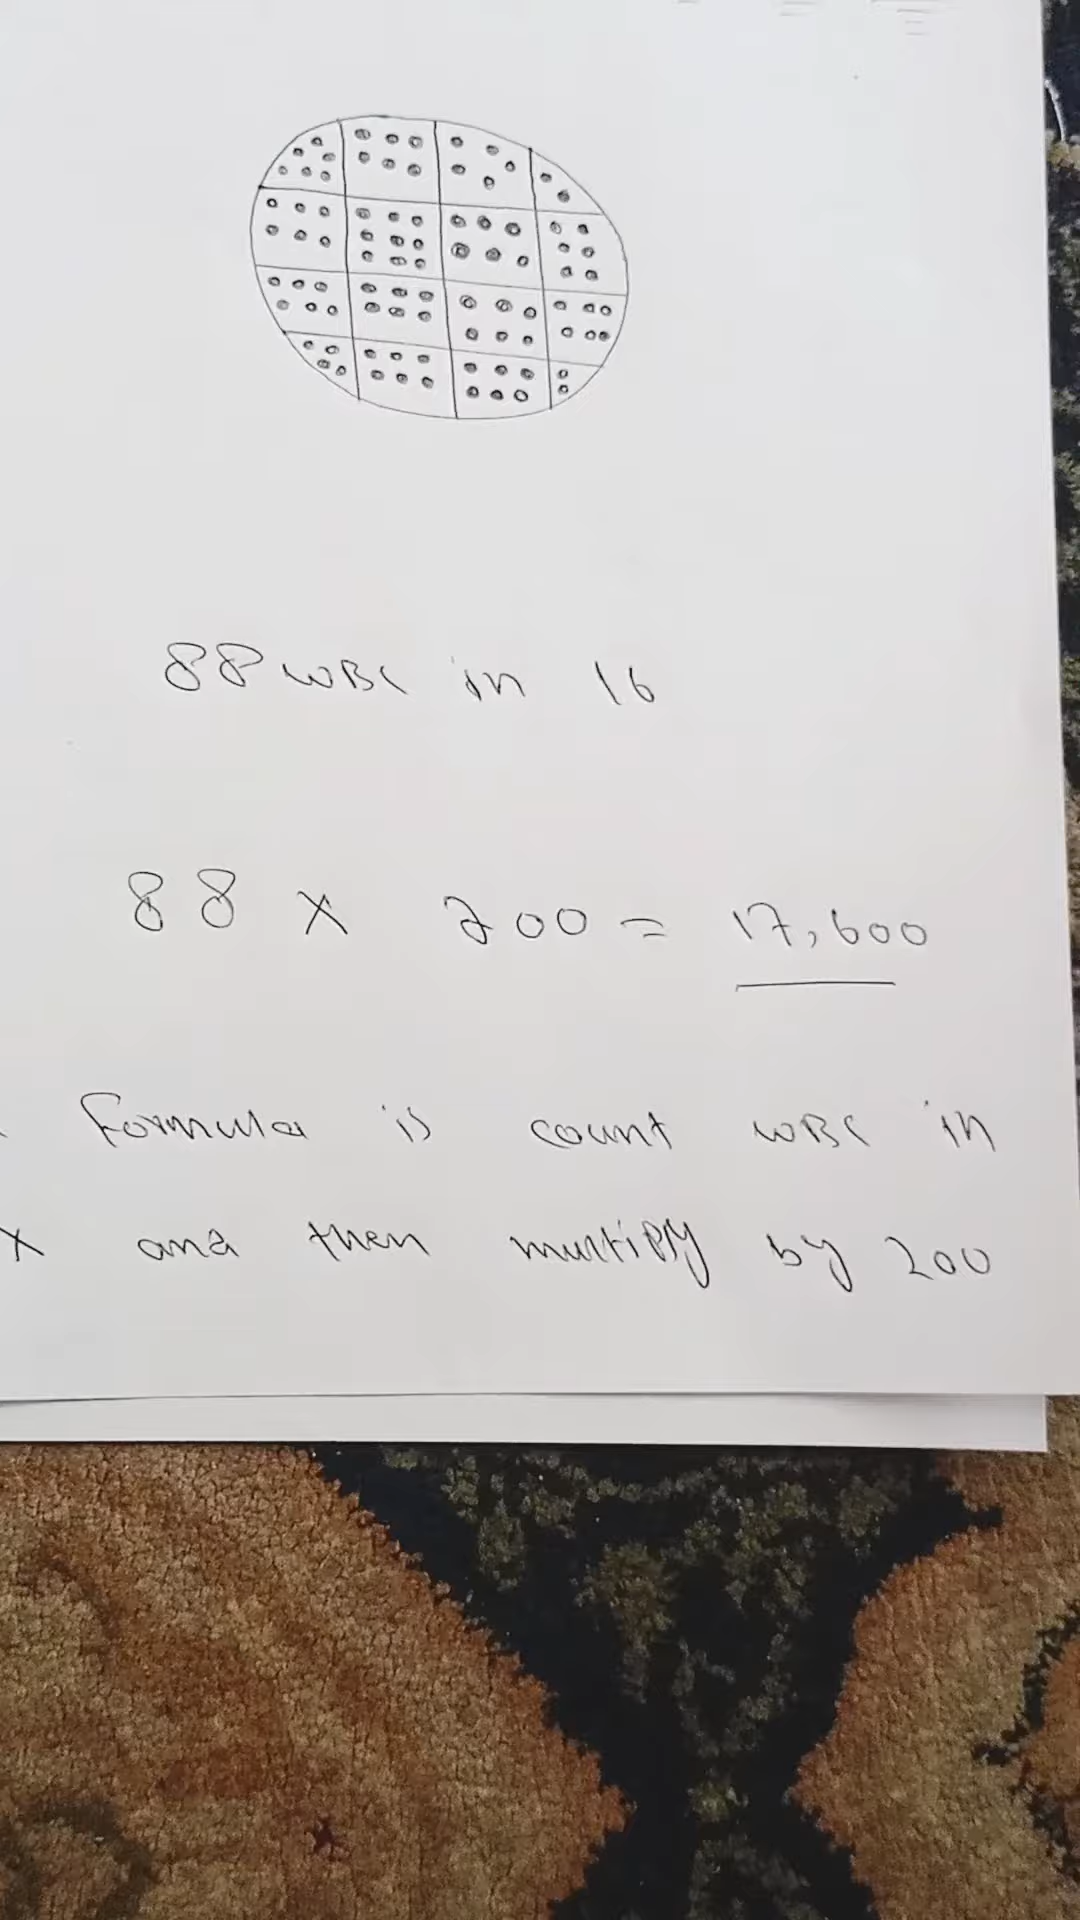 88 WBC in 16
88 X 200 = 17,600
Formula is count WBC in
X and then multiply by 200